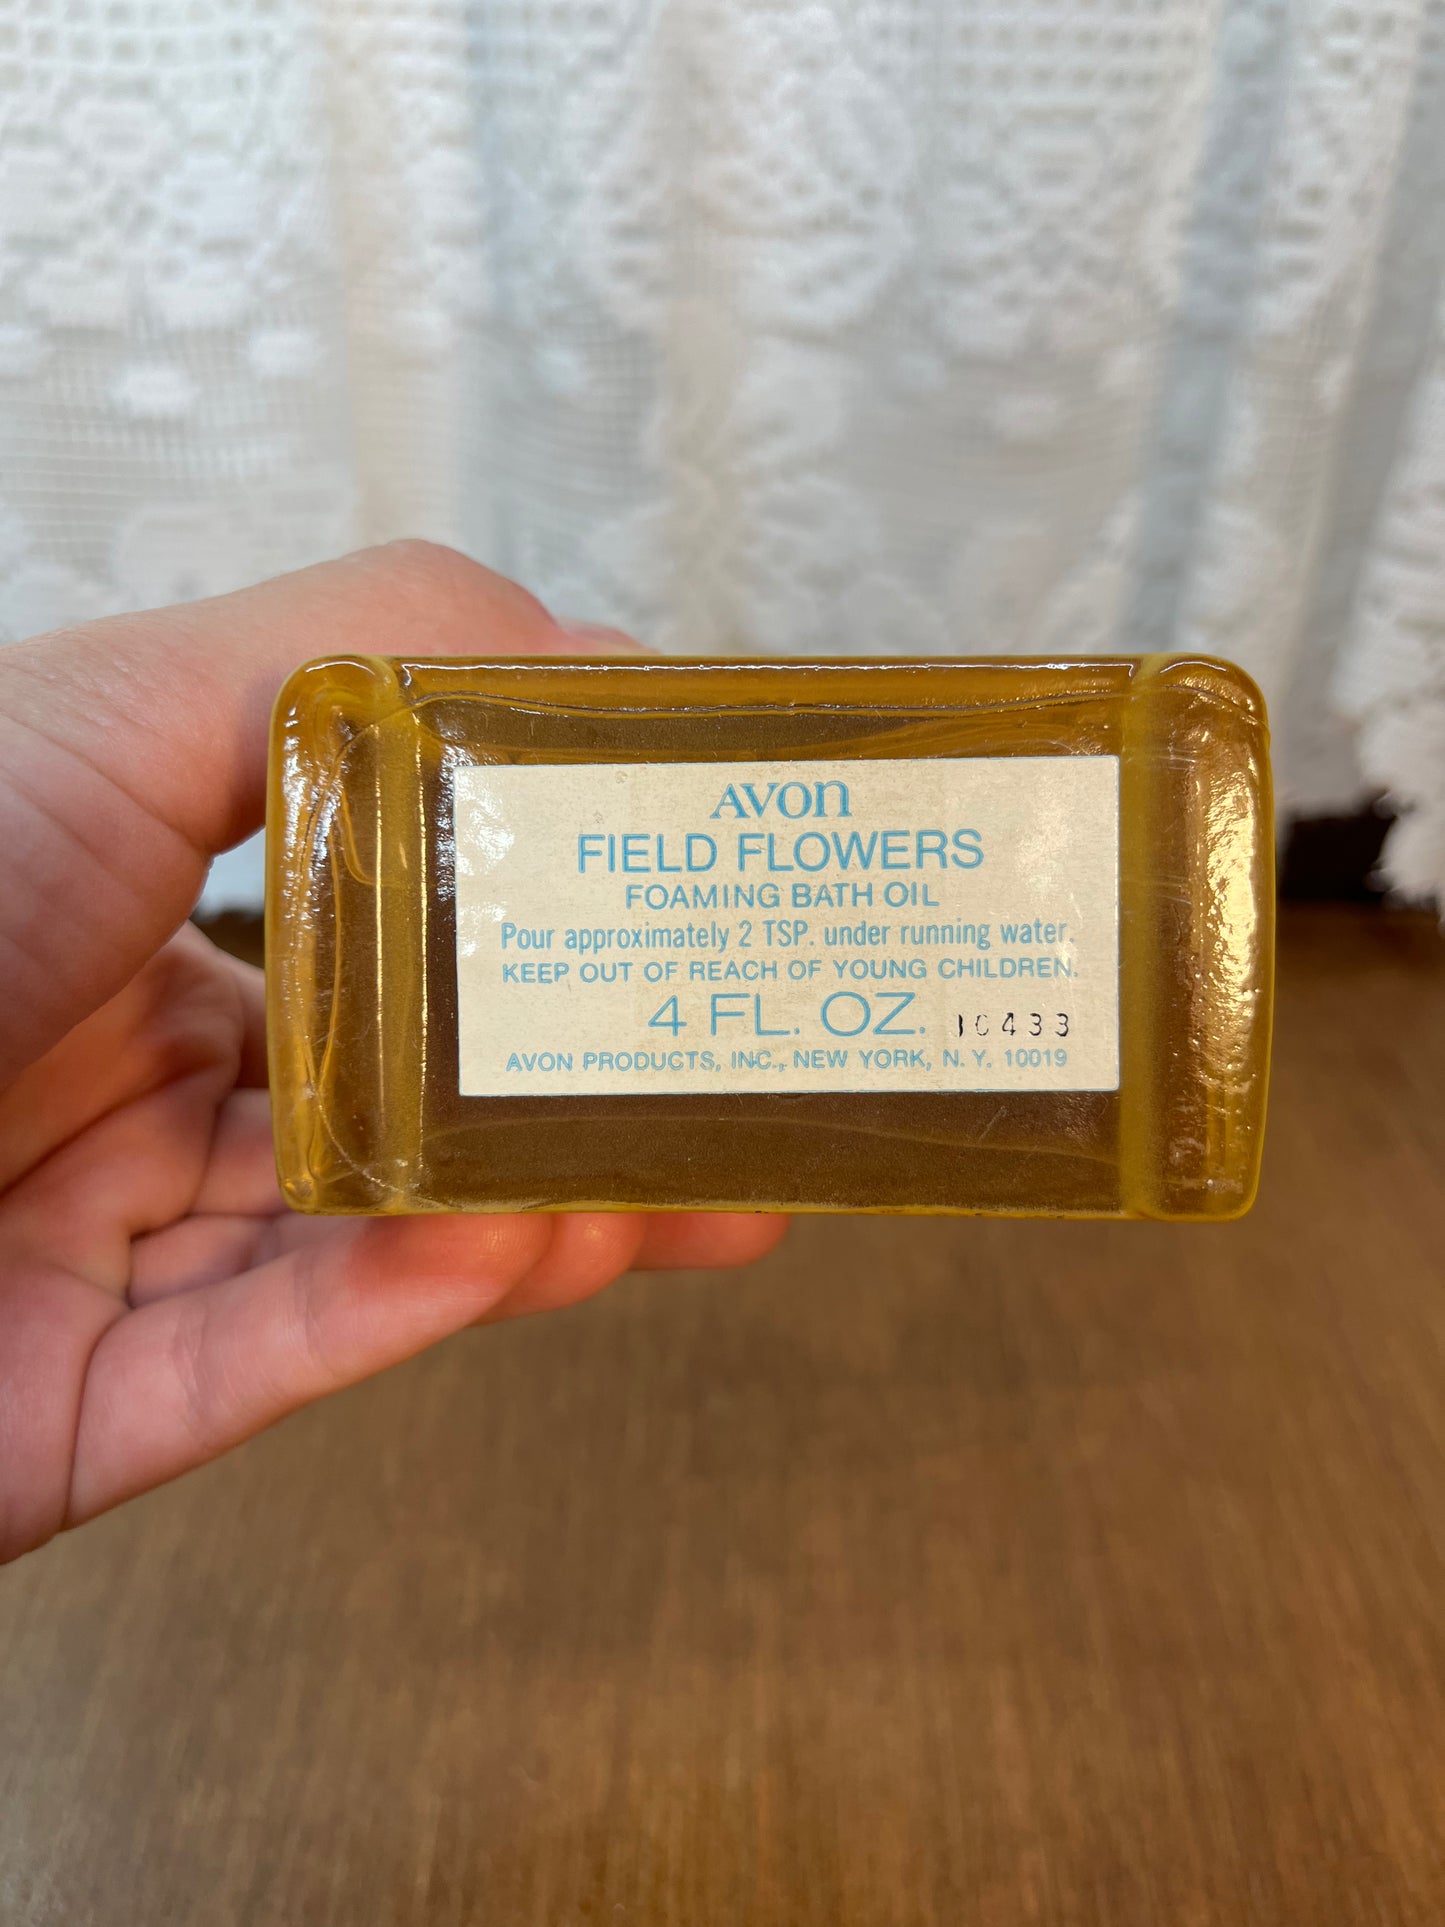 AVON
FIELD FLOWERS
FOAMING BATH OIL
Pour approximately 2 TSP. under running water.
KEEP OUT OF REACH OF YOUNG CHILDREN.
4 FL. OZ. 10433
AVON PRODUCTS, INC., NEW YORK, N. Y. 10019